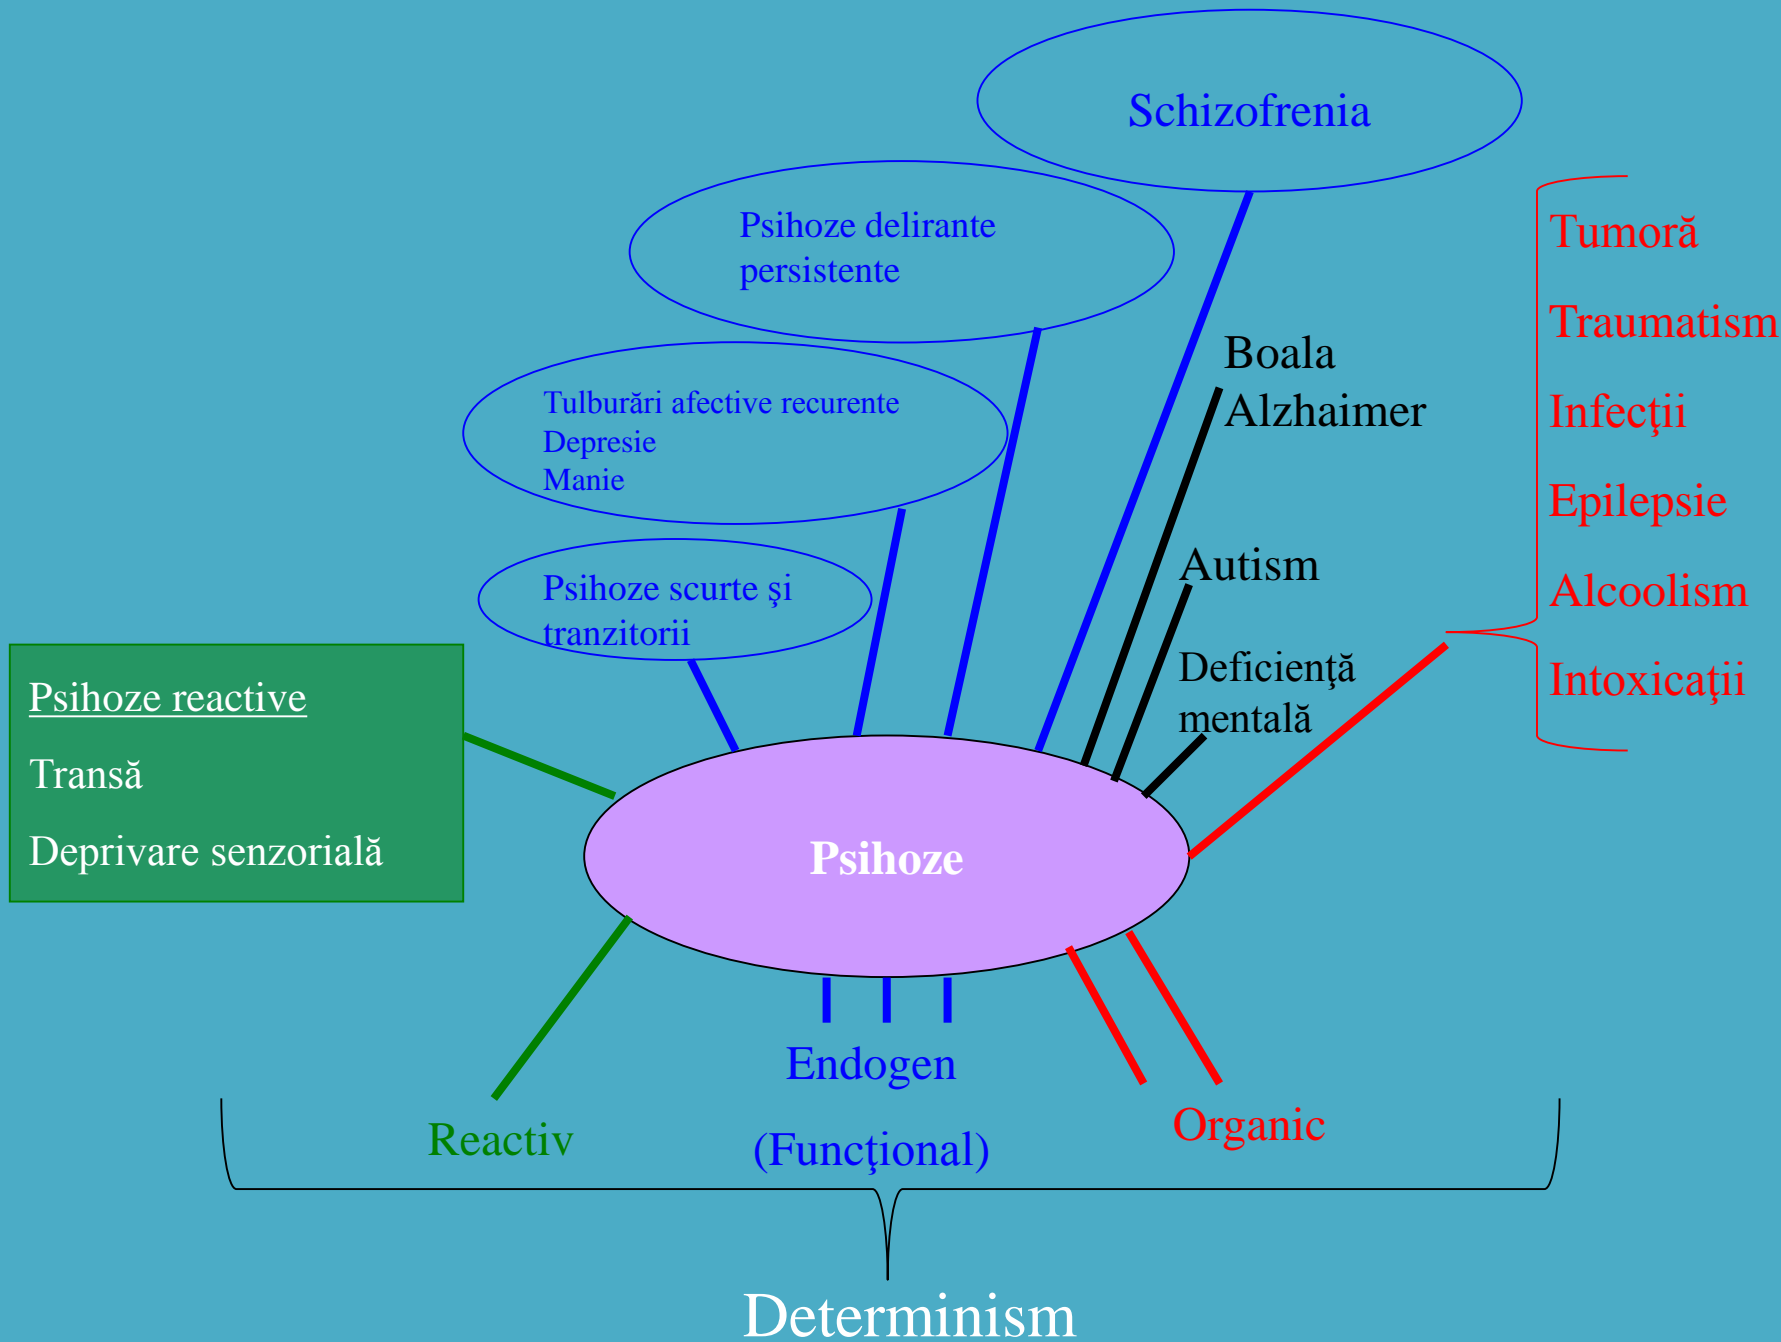 Schizofrenia
Psihoze delirante
persistente
Tulburări afective recurente
Depresie
Manie
Psihoze scurte şi
tranzitorii
Psihoze reactive
Transă
Deprivare senzorială
Boala
Alzhaimer
Autism
Deficienţă
mentală
Tumoră
Traumatism
Infecţii
Epilepsie
Alcoolism
Intoxicaţii
Psihoze
Reactiv
Endogen
(Funcţional)
Organic
Determinism